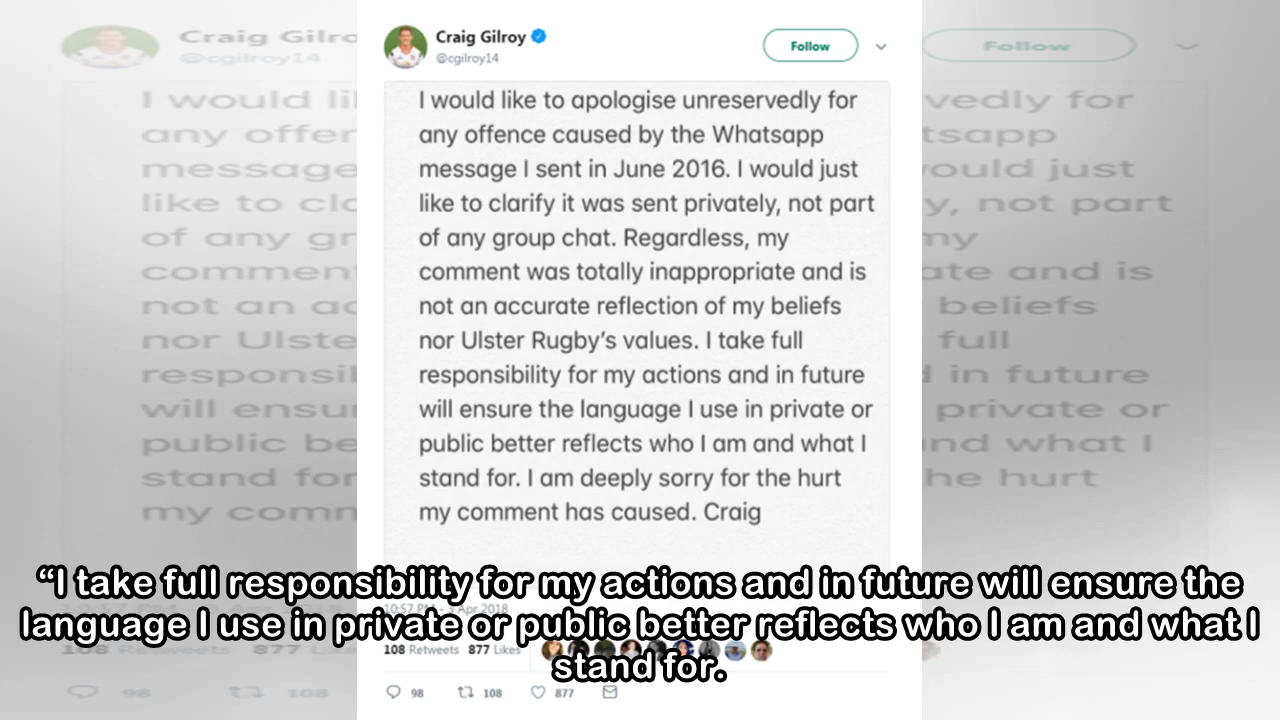 Craig Gilroy
@cgilroy14
Follow
I would like to apologise unreservedly for
any offence caused by the Whatsapp
message I sent in June 2016. I would just
like to clarify it was sent privately, not part
of any group chat. Regardless, my
comment was totally inappropriate and is
not an accurate reflection of my beliefs
nor Ulster Rugby's values. I take full
responsibility for my actions and in future
will ensure the language I use in private or
public better reflects who I am and what I
stand for. I am deeply sorry for the hurt
my comment has caused. Craig
“I take full responsibility for my actions and in future will ensure the
10:57 PM - 3 Apr 2018
language I use in private or public better reflects who I am and what I
108 Retweets 877 Likes
stand for.
98 108 877